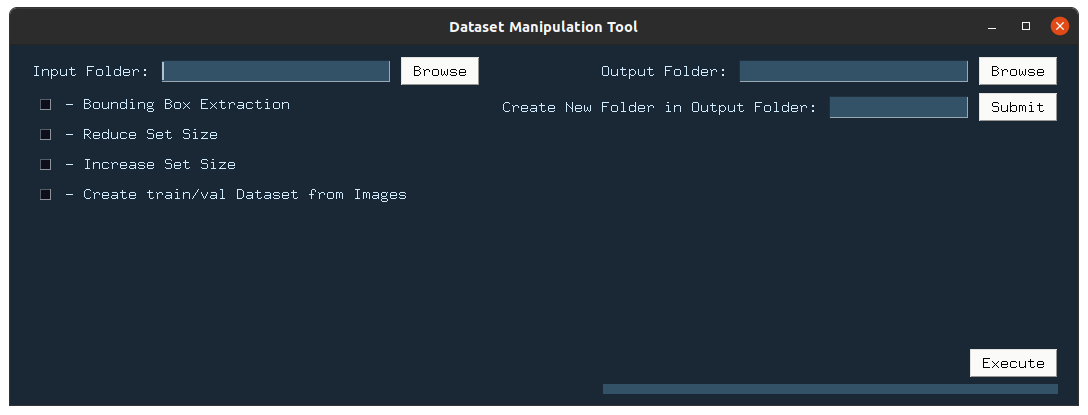 Dataset Manipulation Tool
Input Folder: Browse Output Folder: Browse
- Bounding Box Extraction Create New Folder in Output Folder: Submit
- Reduce Set Size
- Increase Set Size
- Create train/val Dataset from Images
Execute